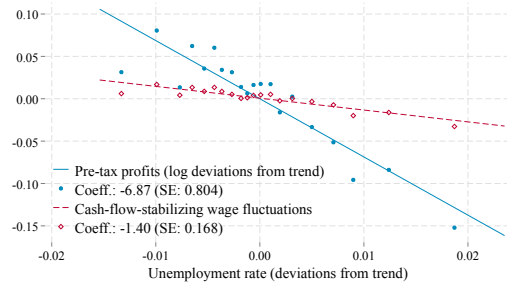 0.10
0.05
0.00
-0.05
-0.10
-0.15
Pre-tax profits (log deviations from trend)
Coeff.: -6.87 (SE: 0.804)
Cash-flow-stabilizing wage fluctuations
Coeff.: -1.40 (SE: 0.168)
-0.02 -0.01 0.00 0.01 0.02
Unemployment rate (deviations from trend)